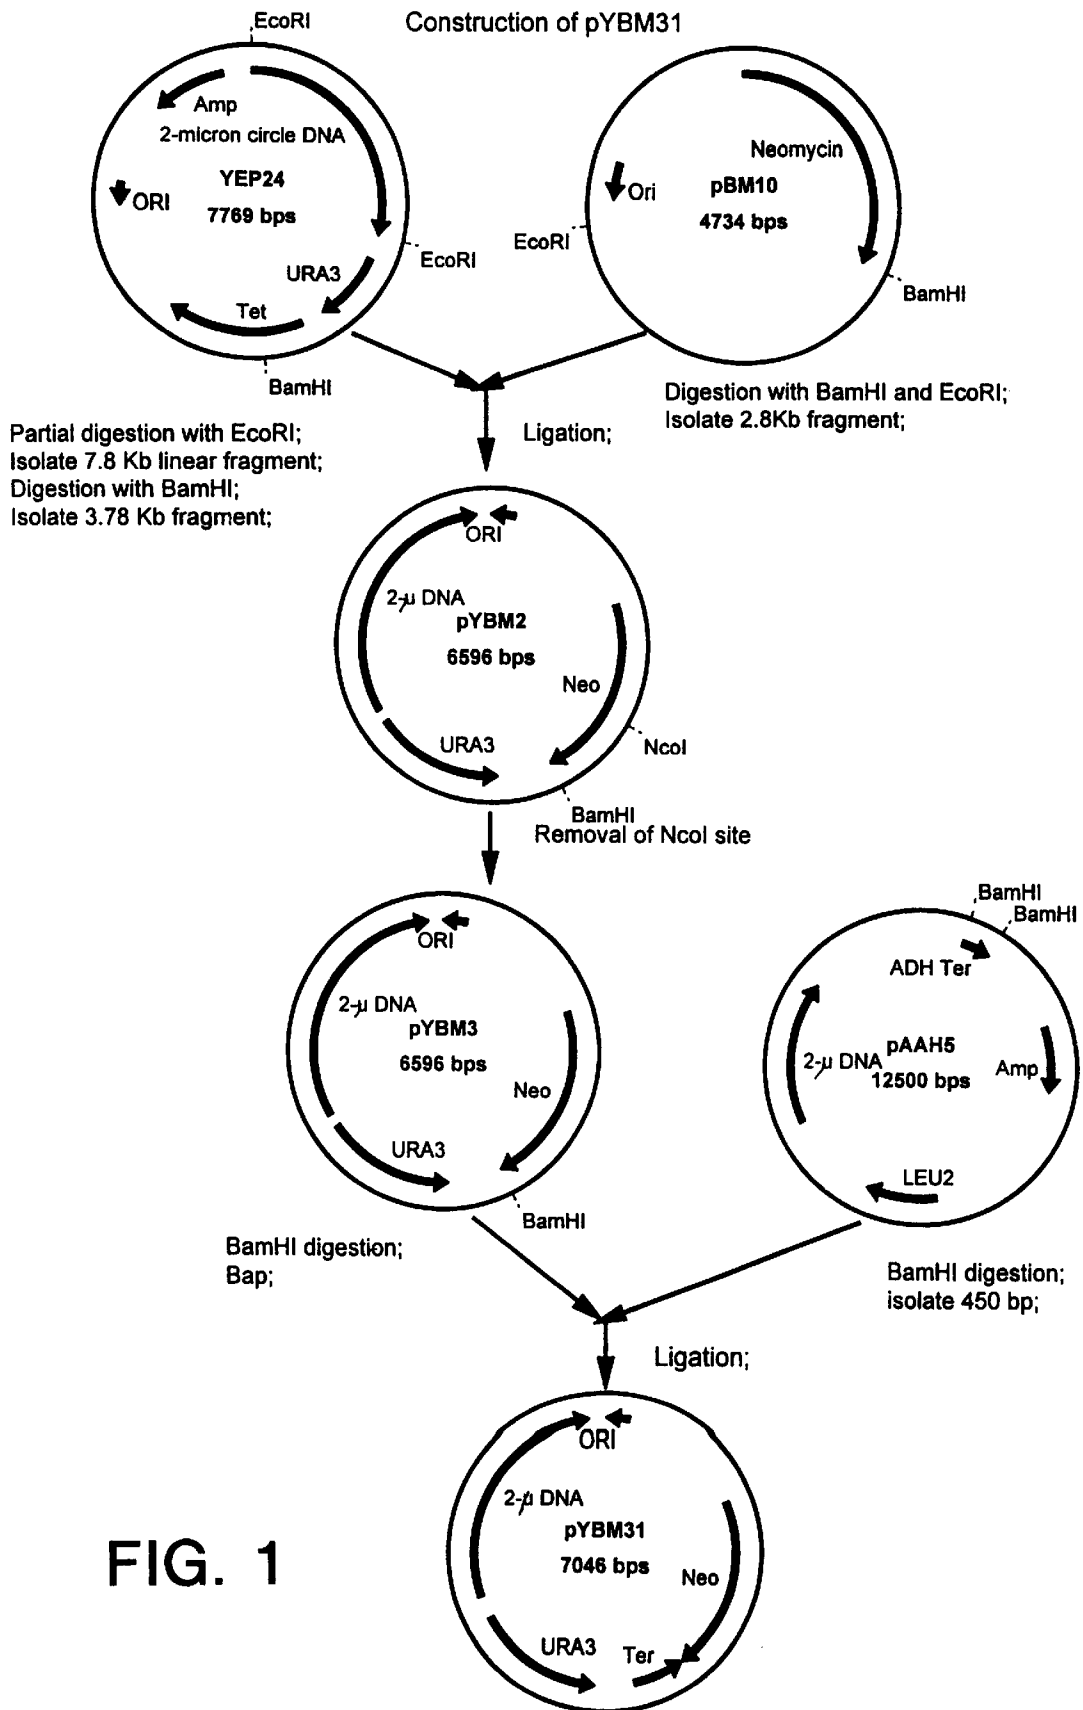 Construction of pYBM31
EcoRI
Amp
2-micron circle DNA
YEP24
7769 bps
ORI
EcoRI
URA3
Tet
BamHI
Neomycin
pBM10
4734 bps
Ori
EcoRI
BamHI
Partial digestion with EcoRI;
Isolate 7.8 Kb linear fragment;
Digestion with BamHI;
Isolate 3.78 Kb fragment;
Digestion with BamHI and EcoRI;
Isolate 2.8Kb fragment;
Ligation;
ORI
2-μ DNA
pYBM2
6596 bps
Neo
URA3
NcoI
BamHI
Removal of NcoI site
ORI
2-μ DNA
pYBM3
6596 bps
Neo
URA3
BamHI
BamHI
BamHI
ADH Ter
2-μ DNA
pAAH5
12500 bps
Amp
LEU2
BamHI digestion;
Bap;
BamHI digestion;
isolate 450 bp;
Ligation;
ORI
2-μ DNA
pYBM31
7046 bps
Neo
URA3
Ter
FIG. 1